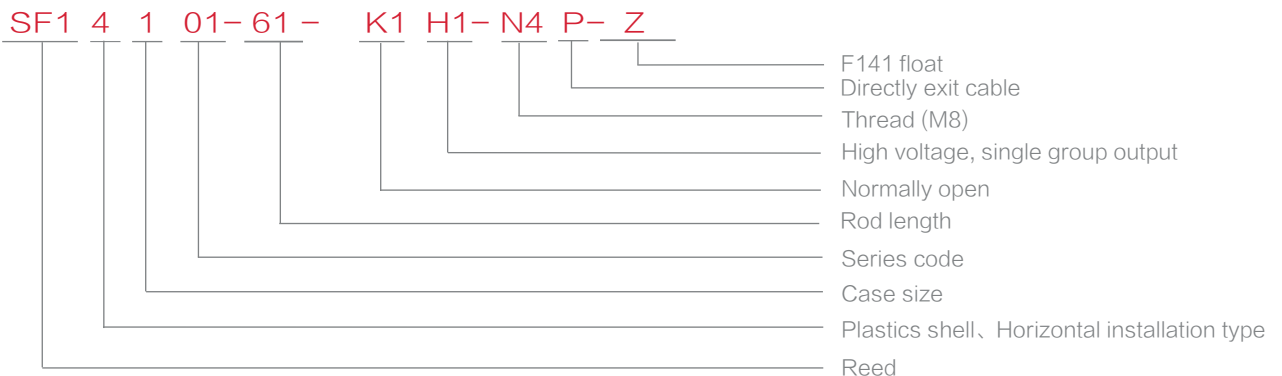 SF1 4 1 01-61- K1 H1-N4 P- Z
F141 float
Directly exit cable
Thread (M8)
High voltage, single group output
Normally open
Rod length
Series code
Case size
Plastics shell、Horizontal installation type
Reed